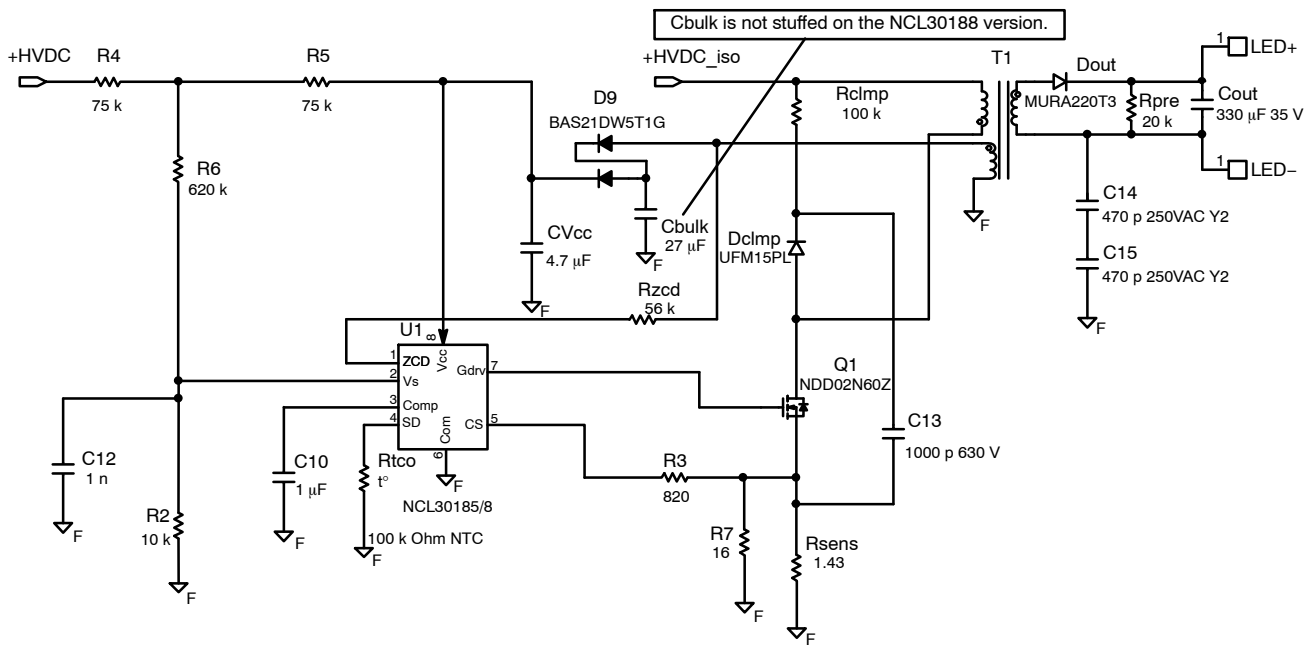 Cbulk is not stuffed on the NCL30188 version.
+HVDC
R4
75 k
R5
75 k
+HVDC_iso
T1
Dout
MURA220T3
1
LED+
Rpre
20 k
Cout
330 μF 35 V
1
LED−
D9
BAS21DW5T1G
Rclmp
100 k
R6
620 k
F
C14
470 p 250VAC Y2
C15
470 p 250VAC Y2
F
CVcc
4.7 μF
F
Cbulk
27 μF
F
Dclmp
UFM15PL
Rzcd
56 k
U1
8
Vcc
1
ZCD
2
Vs
3
Comp
4
SD
Gdrv
7
CS
5
Com
6
F
NCL30185/8
Q1
NDD02N60Z
C13
1000 p 630 V
C12
1 n
F
C10
1 μF
F
Rtco
t°
100 k Ohm NTC
F
R2
10 k
F
R3
820
R7
16
F
Rsens
1.43
F